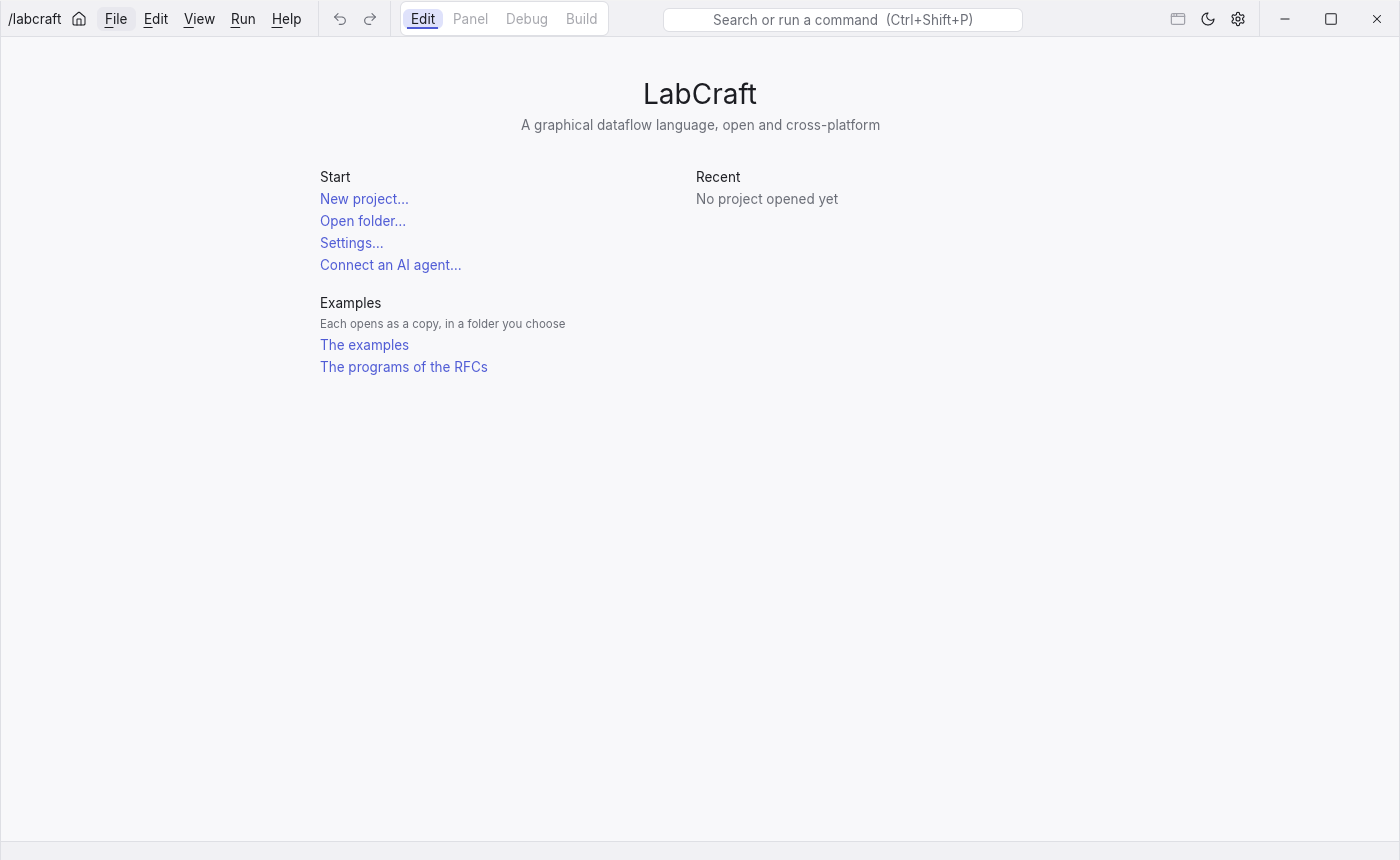 /labcraft File Edit View Run Help Edit Panel Debug Build Search or run a command (Ctrl+Shift+P)
LabCraft
A graphical dataflow language, open and cross-platform
Start
New project...
Open folder...
Settings...
Connect an AI agent...
Examples
Each opens as a copy, in a folder you choose
The examples
The programs of the RFCs
Recent
No project opened yet